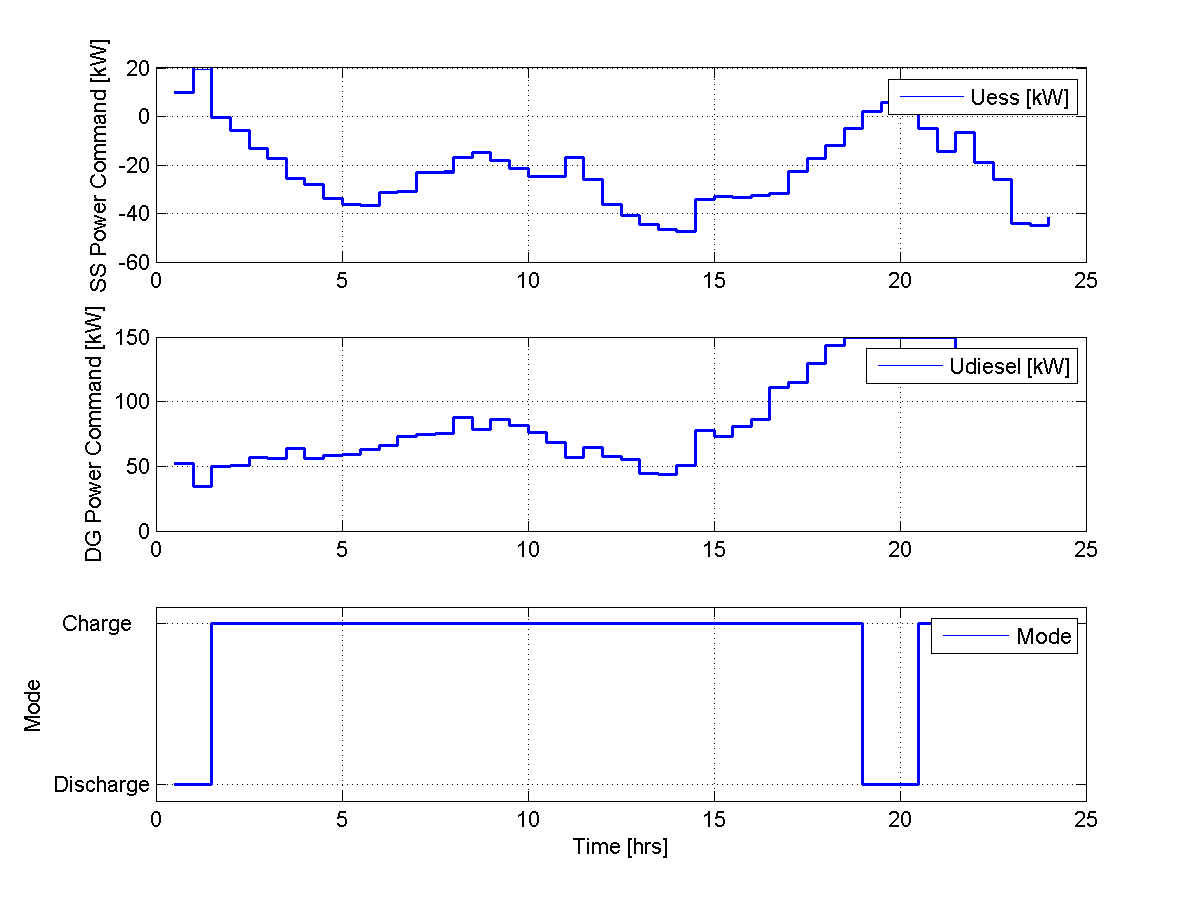 SS Power Command [kW]
20
0
-20
-40
-60
0 5 10 15 20 25
Uess [kW]
DG Power Command [kW]
150
100
50
0
0 5 10 15 20 25
Udiesel [kW]
Mode
Charge
Discharge
0 5 10 15 20 25
Mode
Time [hrs]